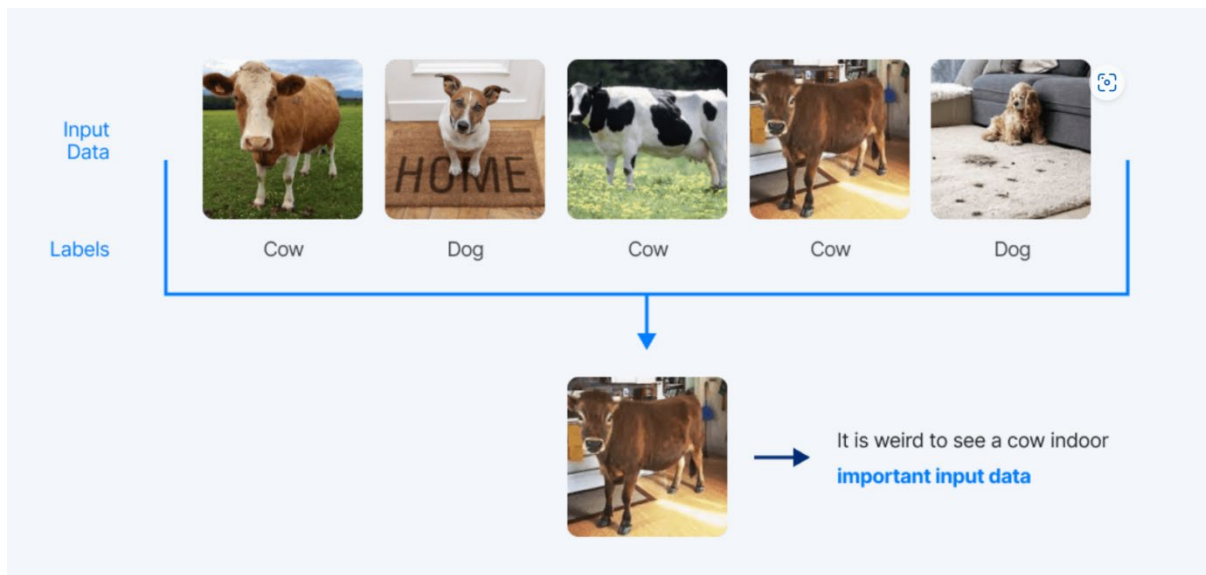 Input
Data
HOME
Labels
Cow
Dog
Cow
Cow
Dog
It is weird to see a cow indoor
important input data